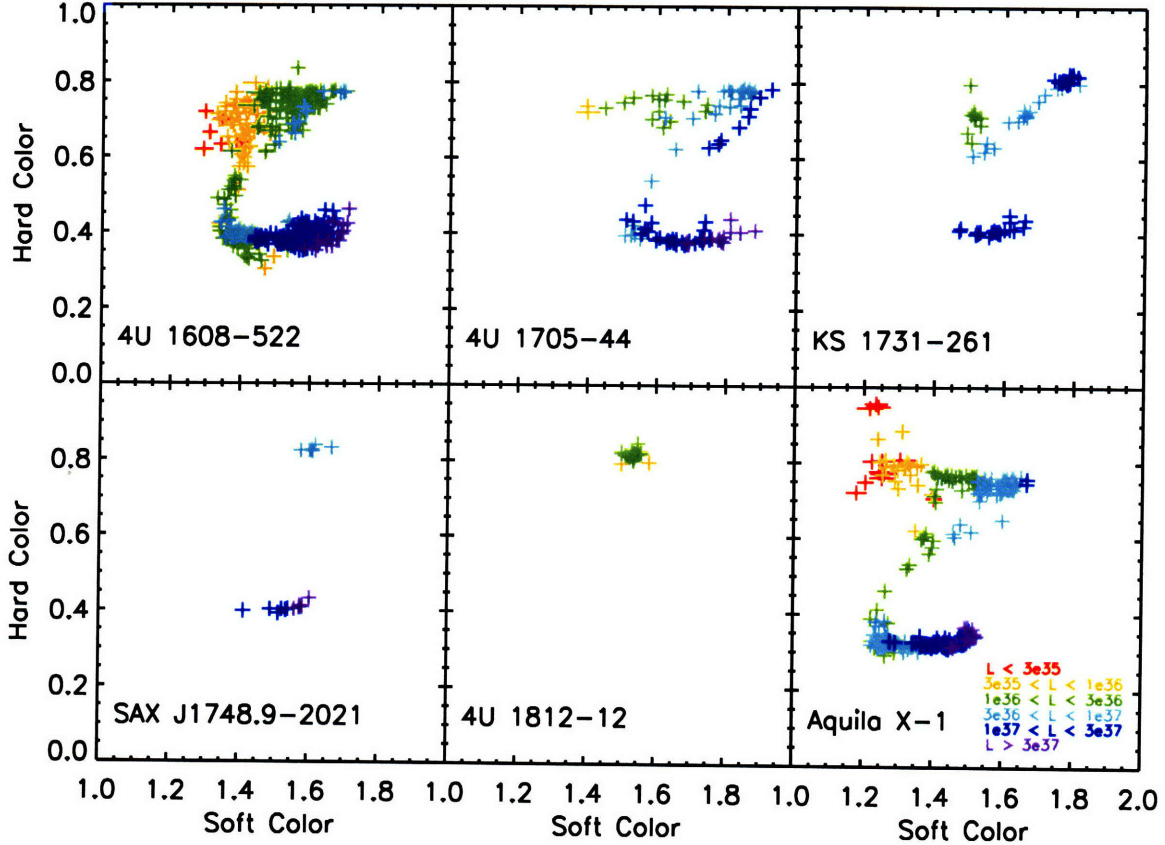 1.0
0.8
0.6
0.4
0.2
0.0
Hard Color
4U 1608−522
4U 1705−44
KS 1731−261
0.8
0.6
0.4
0.2
0.0
Hard Color
SAX J1748.9−2021
4U 1812−12
Aquila X−1
L < 3e35
3e35 < L < 1e36
1e36 < L < 3e36
3e36 < L < 1e37
1e37 < L < 3e37
L > 3e37
1.0 1.2 1.4 1.6 1.8 1.0 1.2 1.4 1.6 1.8 1.0 1.2 1.4 1.6 1.8 2.0
Soft Color Soft Color Soft Color